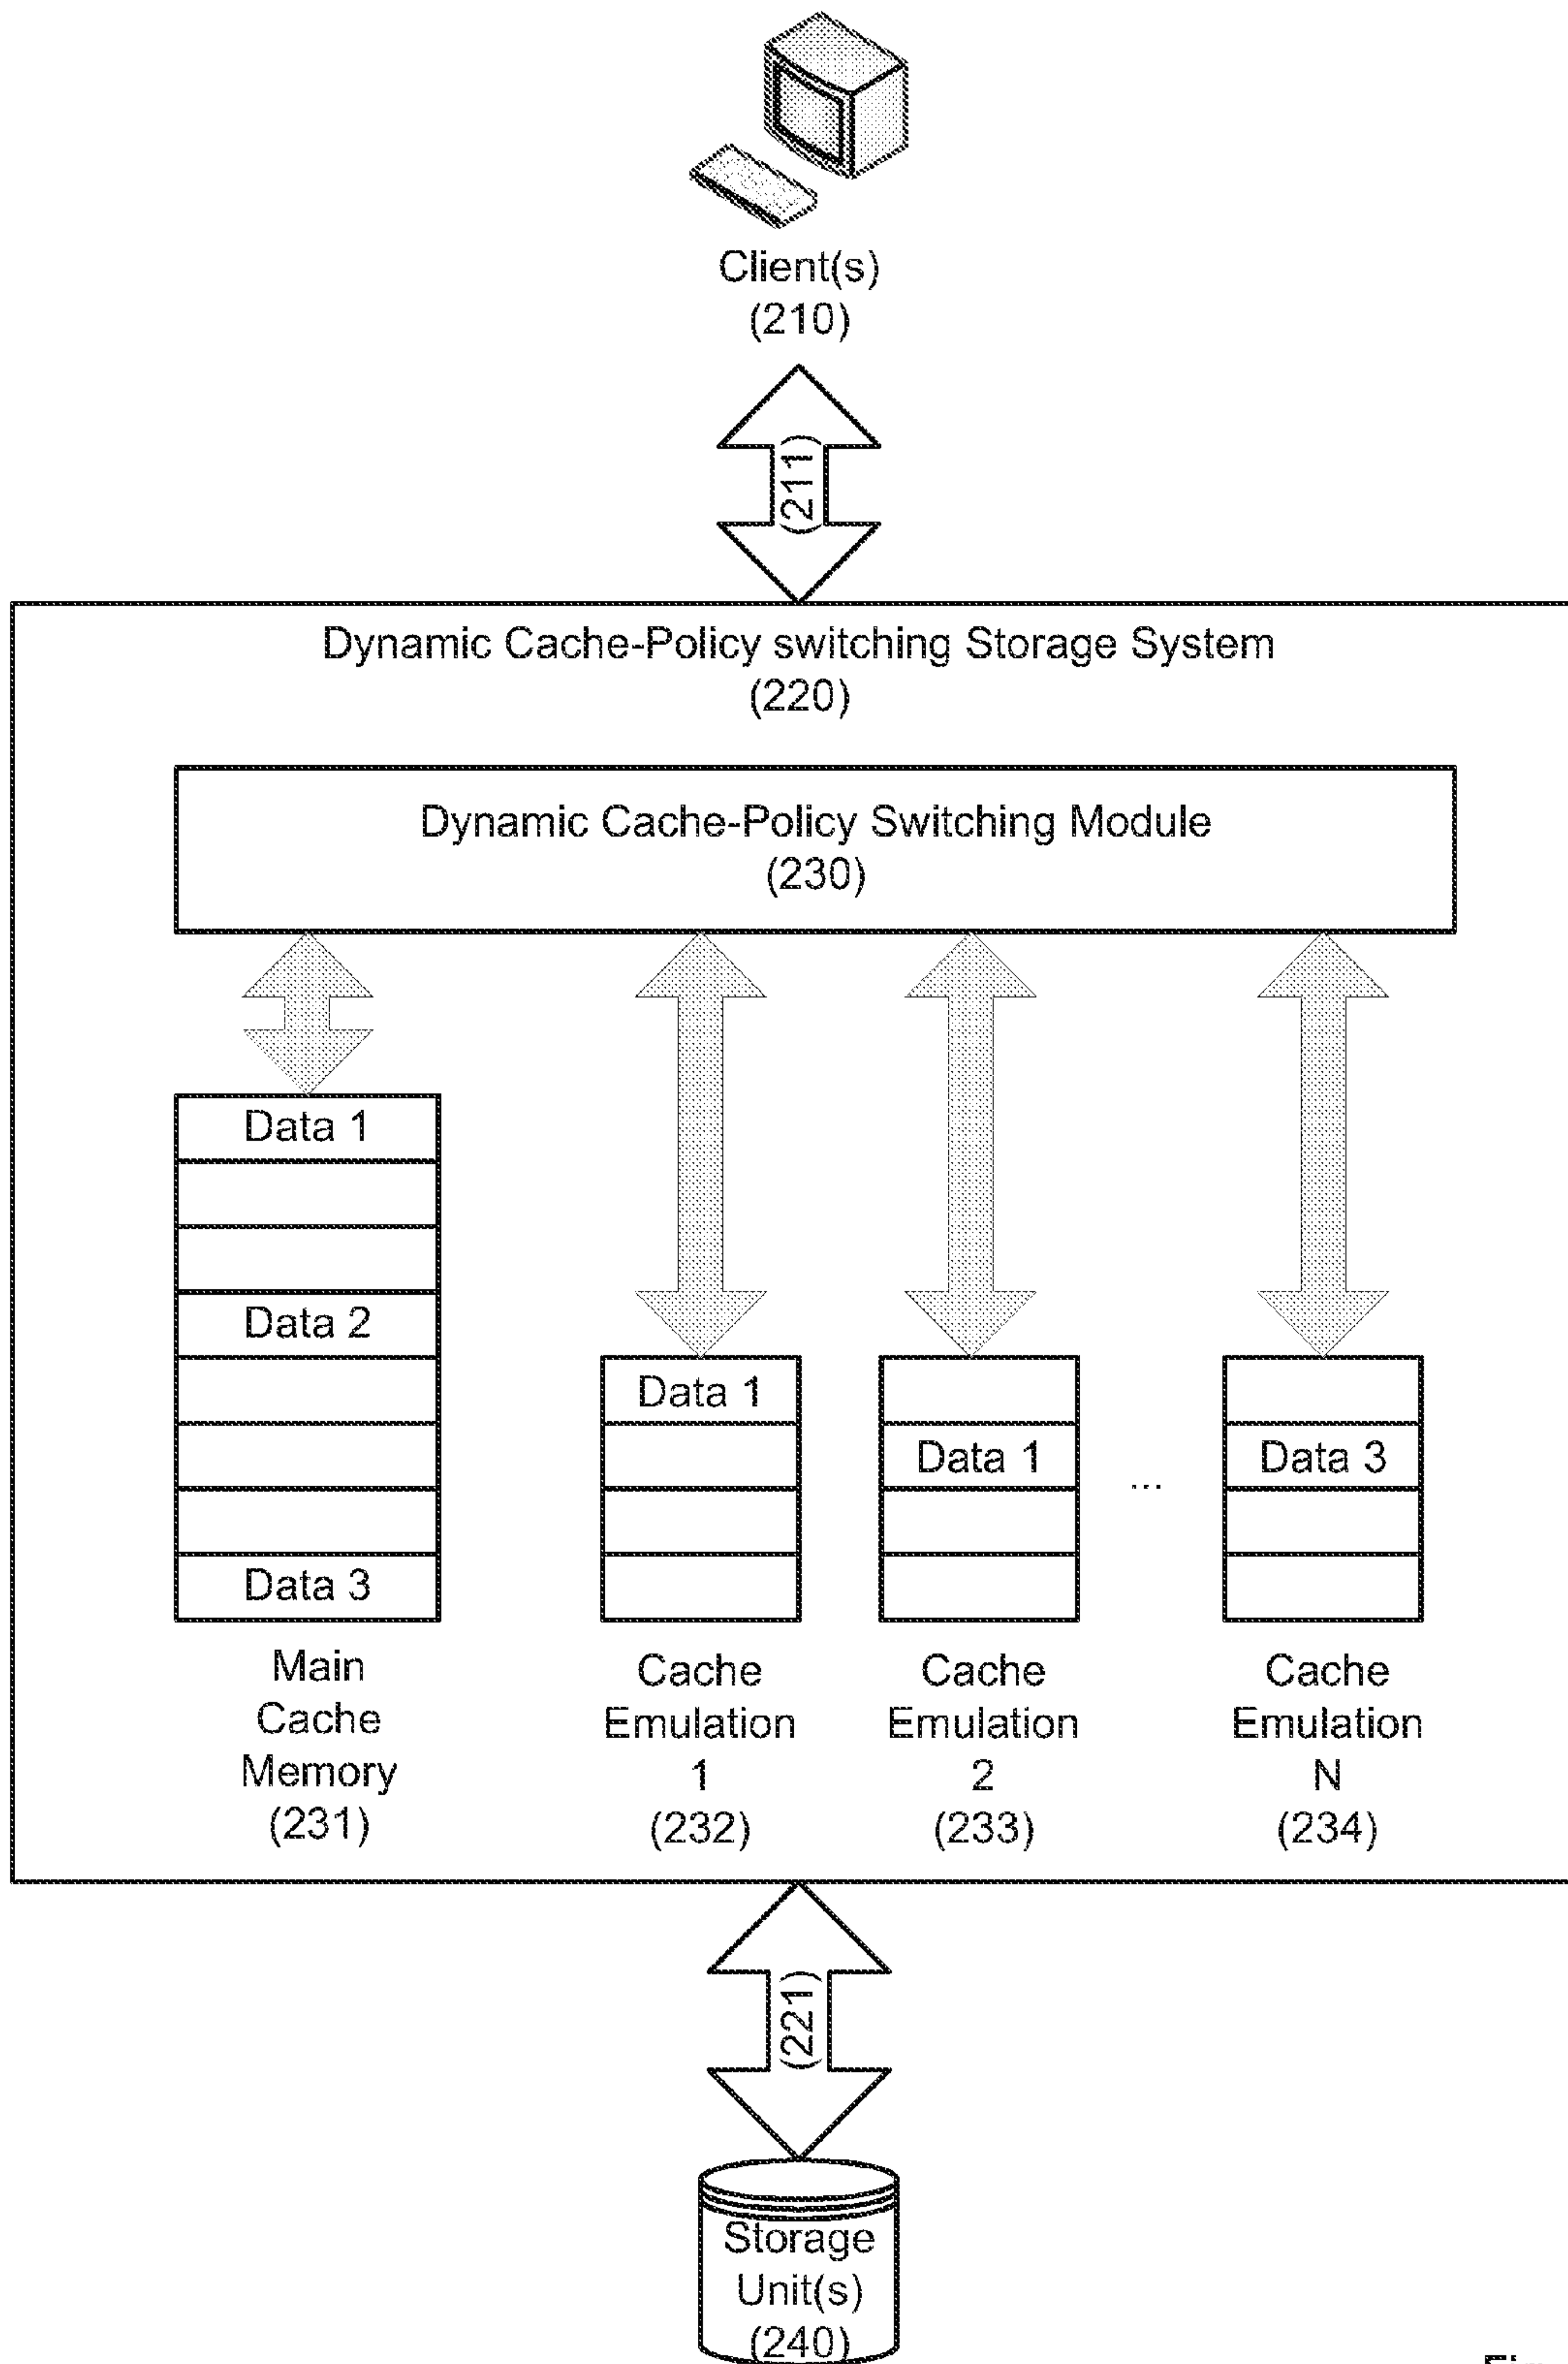 Client(s)
(210)
(211)
Dynamic Cache-Policy switching Storage System
(220)
Dynamic Cache-Policy Switching Module
(230)
Data 1
Data 2
Data 3
Data 1
Data 1
...
Data 3
Main
Cache
Memory
(231)
Cache
Emulation
1
(232)
Cache
Emulation
2
(233)
Cache
Emulation
N
(234)
(221)
Storage
Unit(s)
(240)